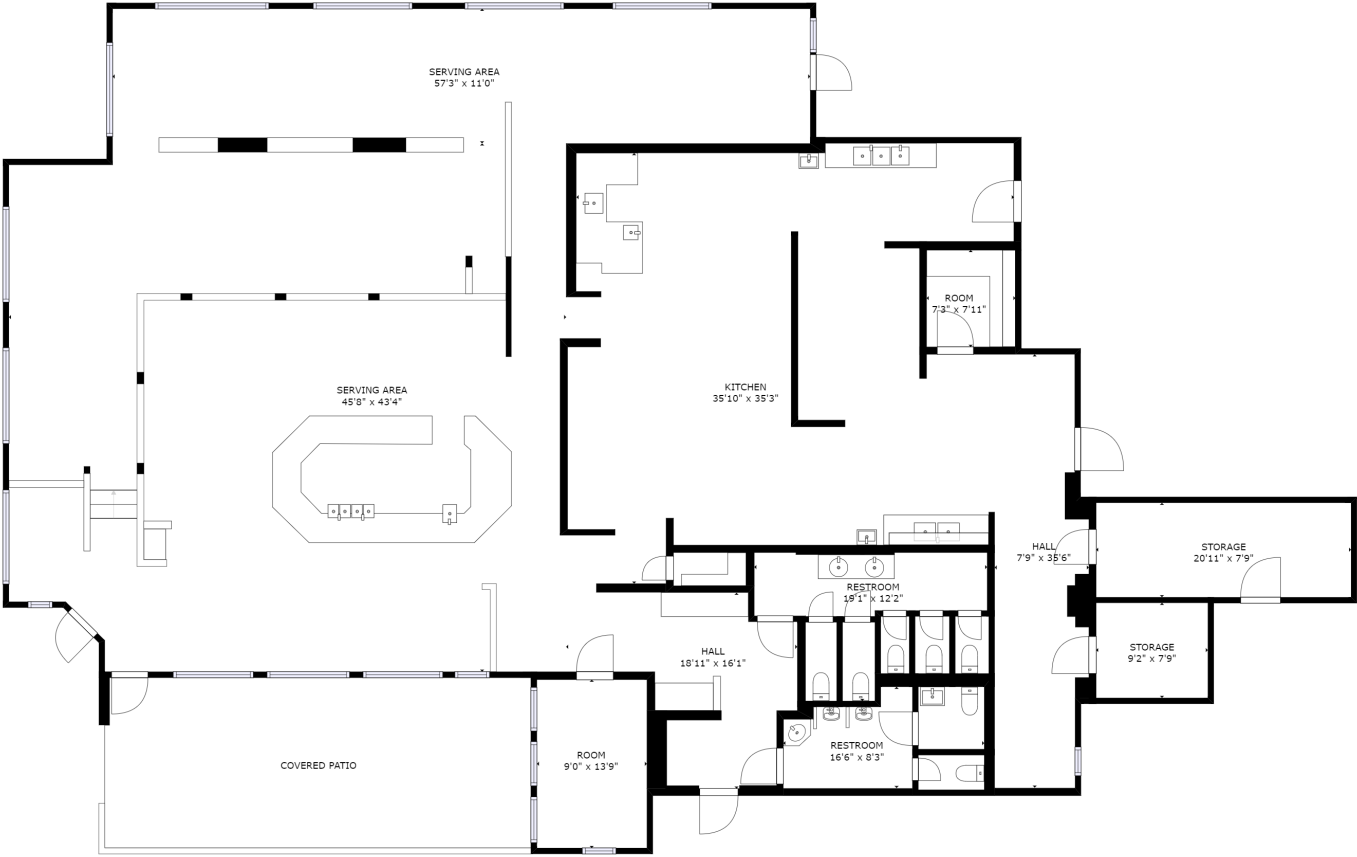 SERVING AREA
57'3" x 11'0"
ROOM
7'3" x 7'11"
KITCHEN
35'10" x 35'3"
SERVING AREA
45'8" x 43'4"
HALL
7'9" x 35'6"
STORAGE
20'11" x 7'9"
RESTROOM
19'1" x 12'2"
HALL
18'11" x 16'1"
STORAGE
9'2" x 7'9"
RESTROOM
16'6" x 8'3"
ROOM
9'0" x 13'9"
COVERED PATIO